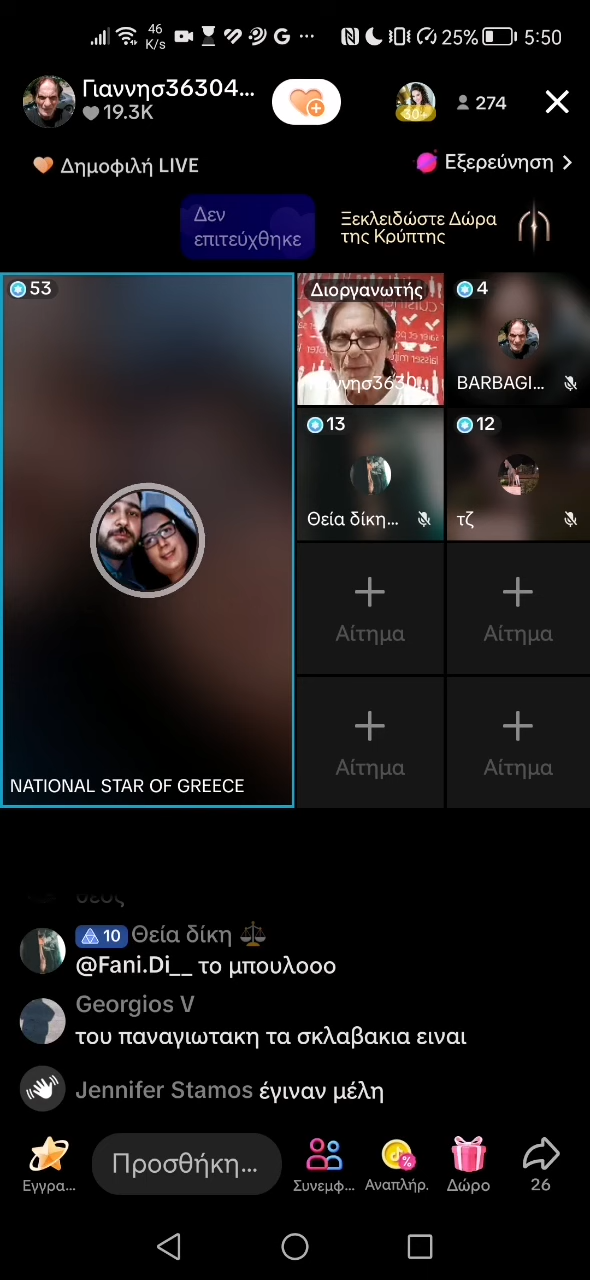 46
K/s
25%
5:50
Γιαννησ36304...
19.3K
60+
274
Δημοφιλή LIVE
Εξερεύνηση
Δεν
επιτεύχθηκε
Ξεκλειδώστε Δώρα
της Κρύπτης
53
NATIONAL STAR OF GREECE
Διοργανωτής
4
BARBAGI...
13
Θεία δίκη...
12
τζ
Αίτημα
Αίτημα
Αίτημα
Αίτημα
10 Θεία δίκη
@Fani.Di__ το μπουλοοο
Georgios V
του παναγιωτακη τα σκλαβακια ειναι
Jennifer Stamos έγιναν μέλη
Εγγρα...
Προσθήκη...
Συνεμφ...
Αναπλήρ.
Δώρο
26